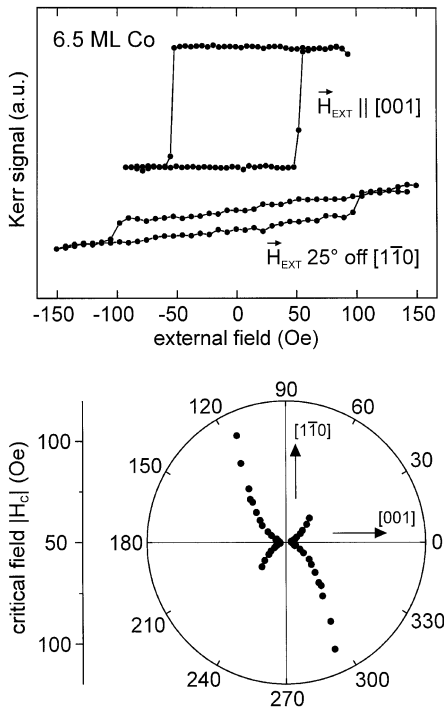 6.5 ML Co
H⃗EXT || [001]
H⃗EXT 25° off [11̅0]
Kerr signal (a.u.)
-150 -100 -50 0 50 100 150
external field (Oe)
90
120 60
[11̅0]
100
150 30
[001]
50 180 0
210 330
100
240 300
270
critical field |HC| (Oe)